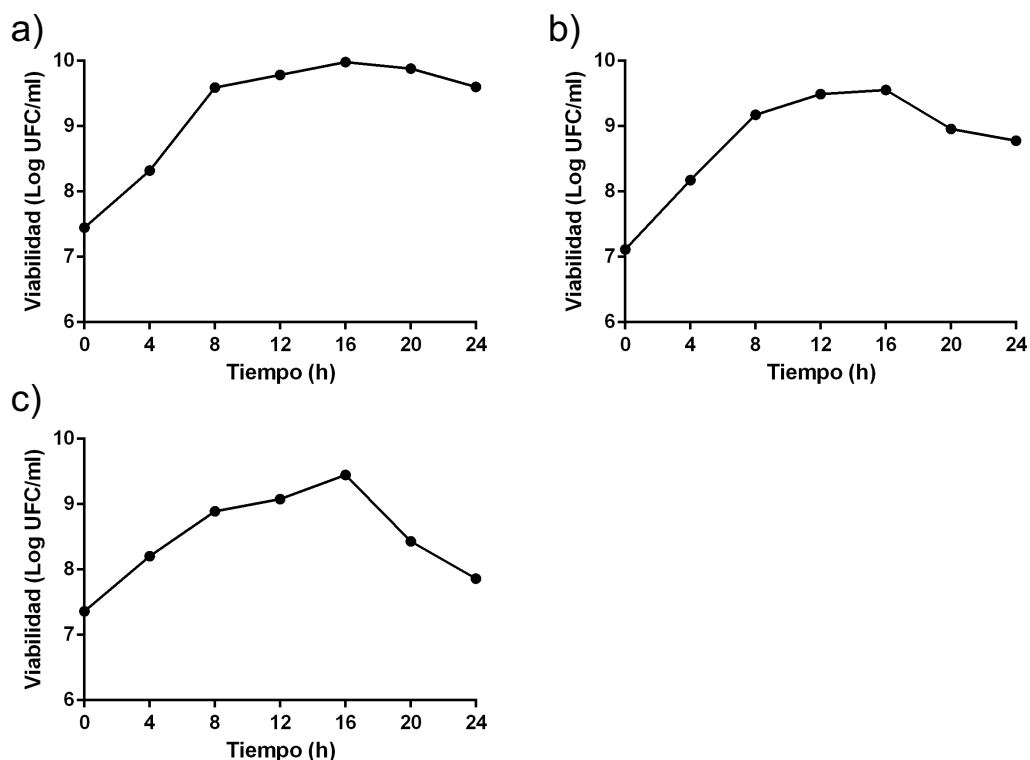 a)
Viabilidad (Log UFC/ml)
10
9
8
7
6
0 4 8 12 16 20 24
Tiempo (h)
b)
Viabilidad (Log UFC/ml)
10
9
8
7
6
0 4 8 12 16 20 24
Tiempo (h)
c)
Viabilidad (Log UFC/ml)
10
9
8
7
6
0 4 8 12 16 20 24
Tiempo (h)